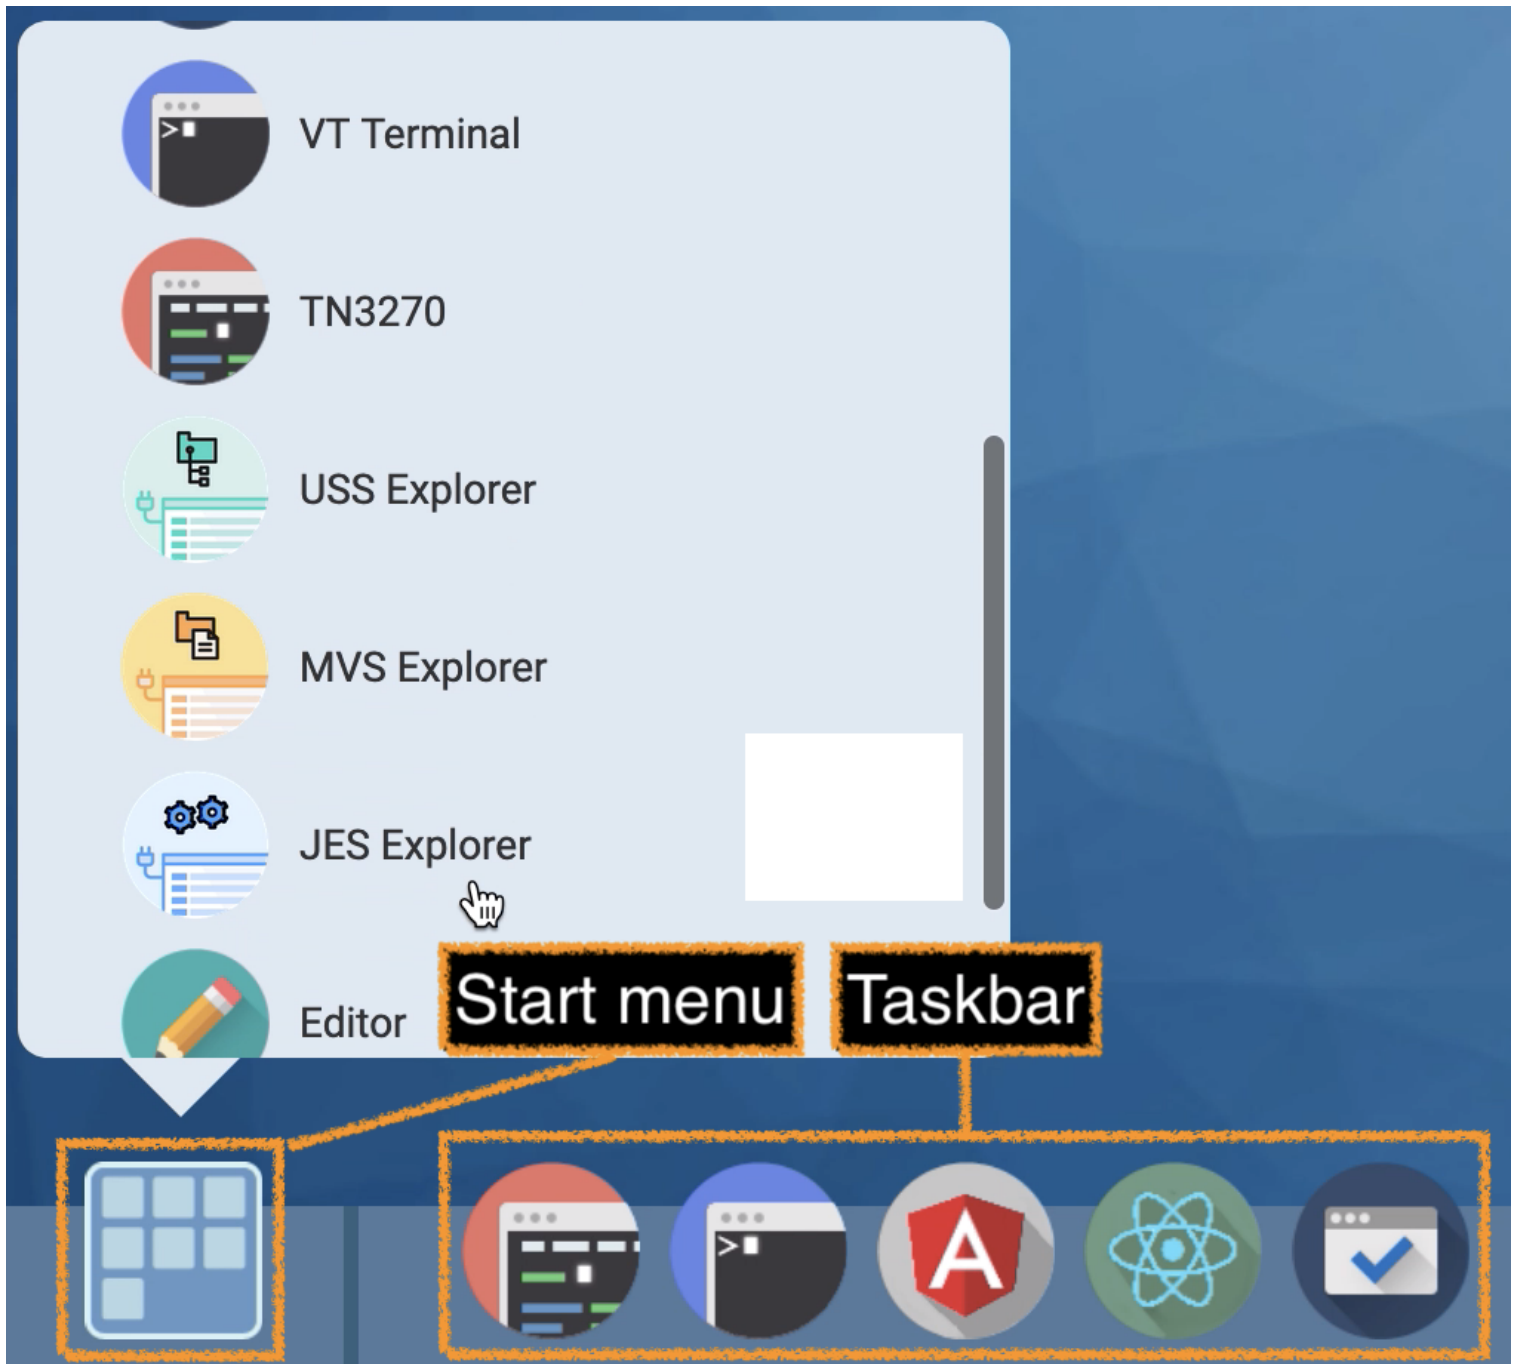 VT Terminal
TN3270
USS Explorer
MVS Explorer
JES Explorer
Editor
Start menu
Taskbar